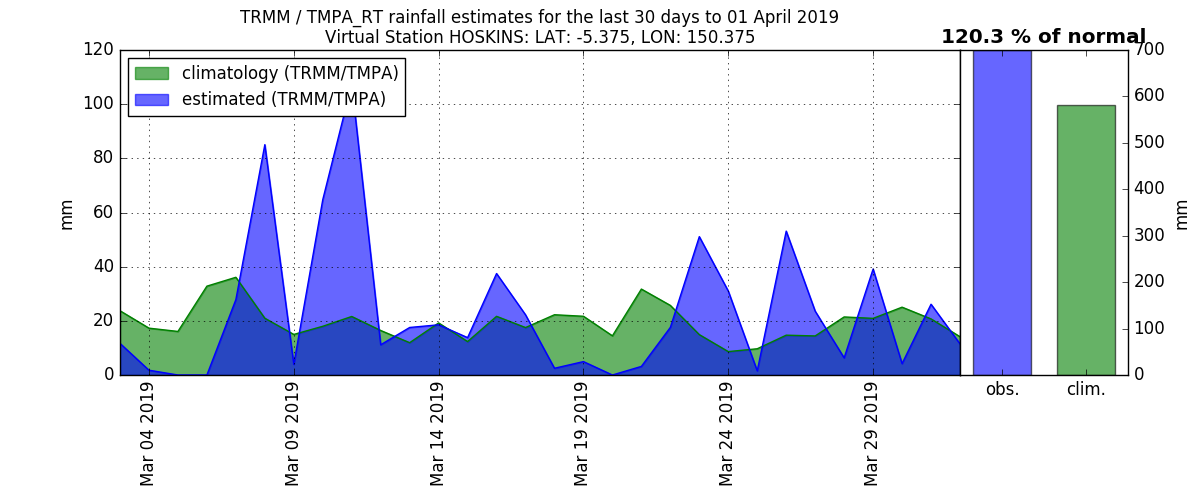 TRMM / TMPA_RT rainfall estimates for the last 30 days to 01 April 2019
Virtual Station HOSKINS: LAT: -5.375, LON: 150.375
120.3 % of normal
climatology (TRMM/TMPA)
estimated (TRMM/TMPA)
120
100
80
60
40
20
0
mm
Mar 04 2019
Mar 09 2019
Mar 14 2019
Mar 19 2019
Mar 24 2019
Mar 29 2019
obs.
clim.
700
600
500
400
300
200
100
0
mm